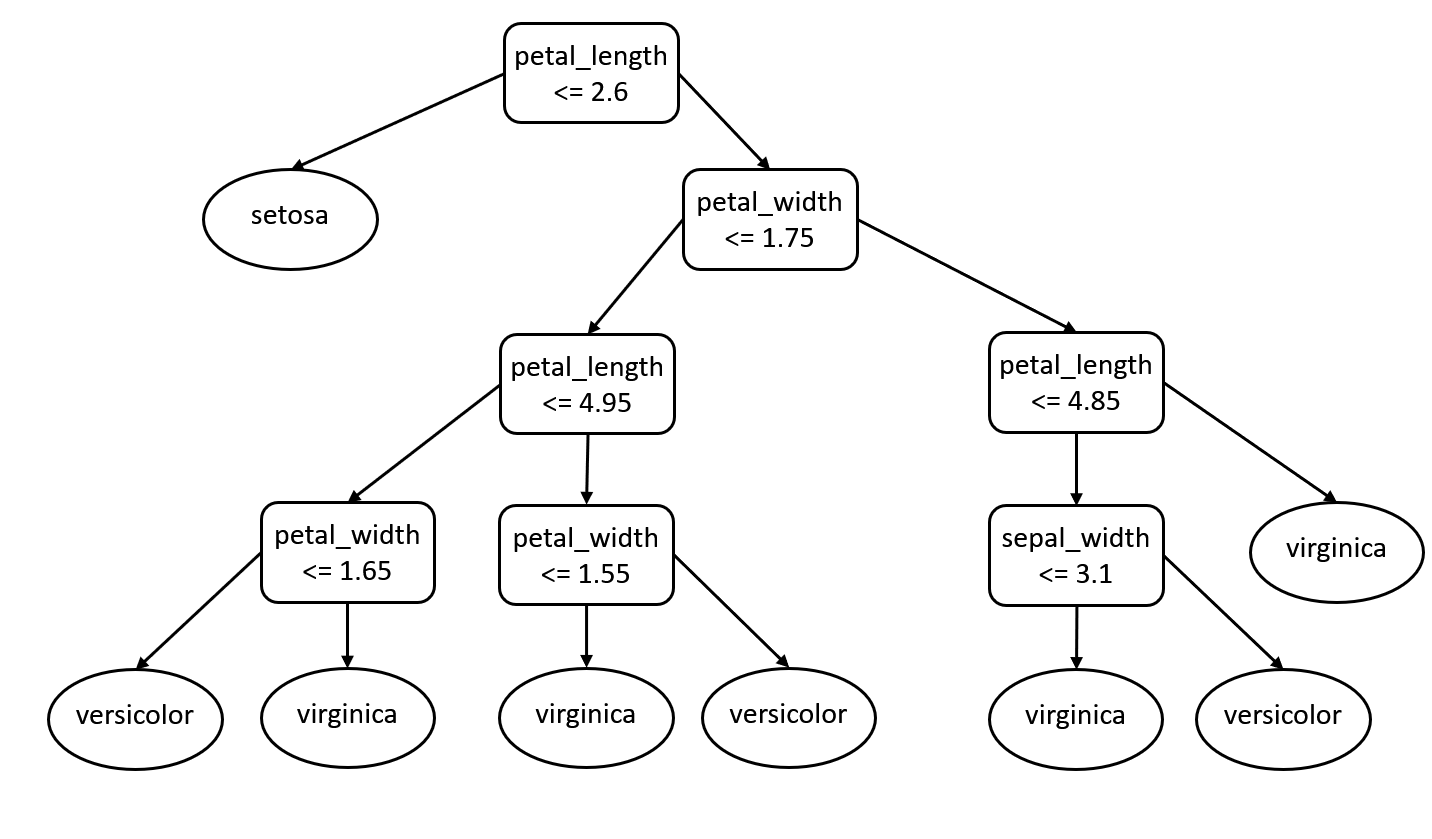 petal_length
<= 2.6
setosa
petal_width
<= 1.75
petal_length
<= 4.95
petal_length
<= 4.85
petal_width
<= 1.65
petal_width
<= 1.55
sepal_width
<= 3.1
virginica
versicolor
virginica
virginica
versicolor
virginica
versicolor